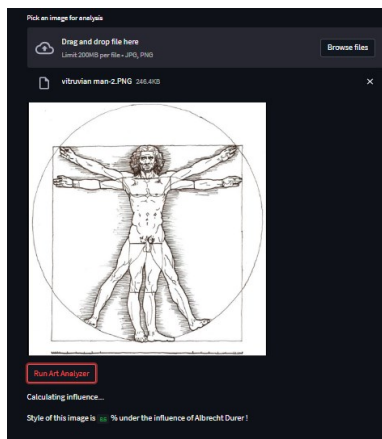 Pick an image for analysis
Drag and drop file here
Limit 200MB per file • JPG, PNG
Browse files
vitruvian man-2.PNG 246.4KB
Run Art Analyzer
Calculating influence...
Style of this image is % under the influence of Albrecht Durer !